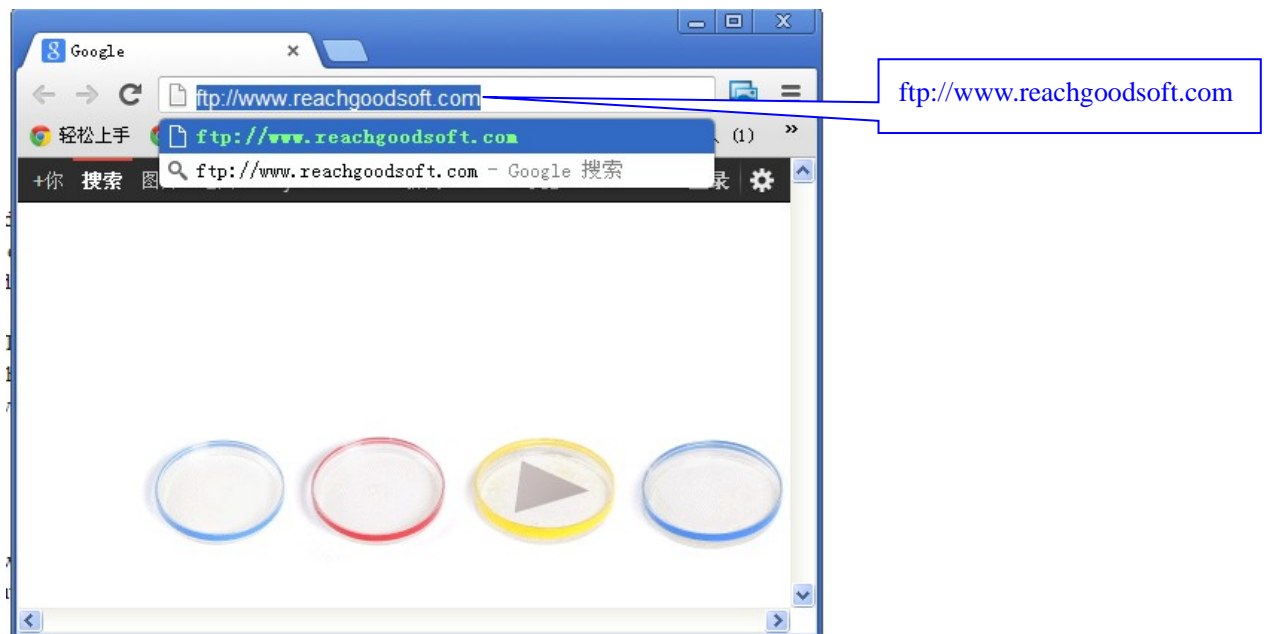 Google
ftp://www.reachgoodsoft.com
ftp://www.reachgoodsoft.com
轻松上手
(1)
»
ftp://www.reachgoodsoft.com
ftp://www.reachgoodsoft.com - Google 搜索
+你 搜索 图 录